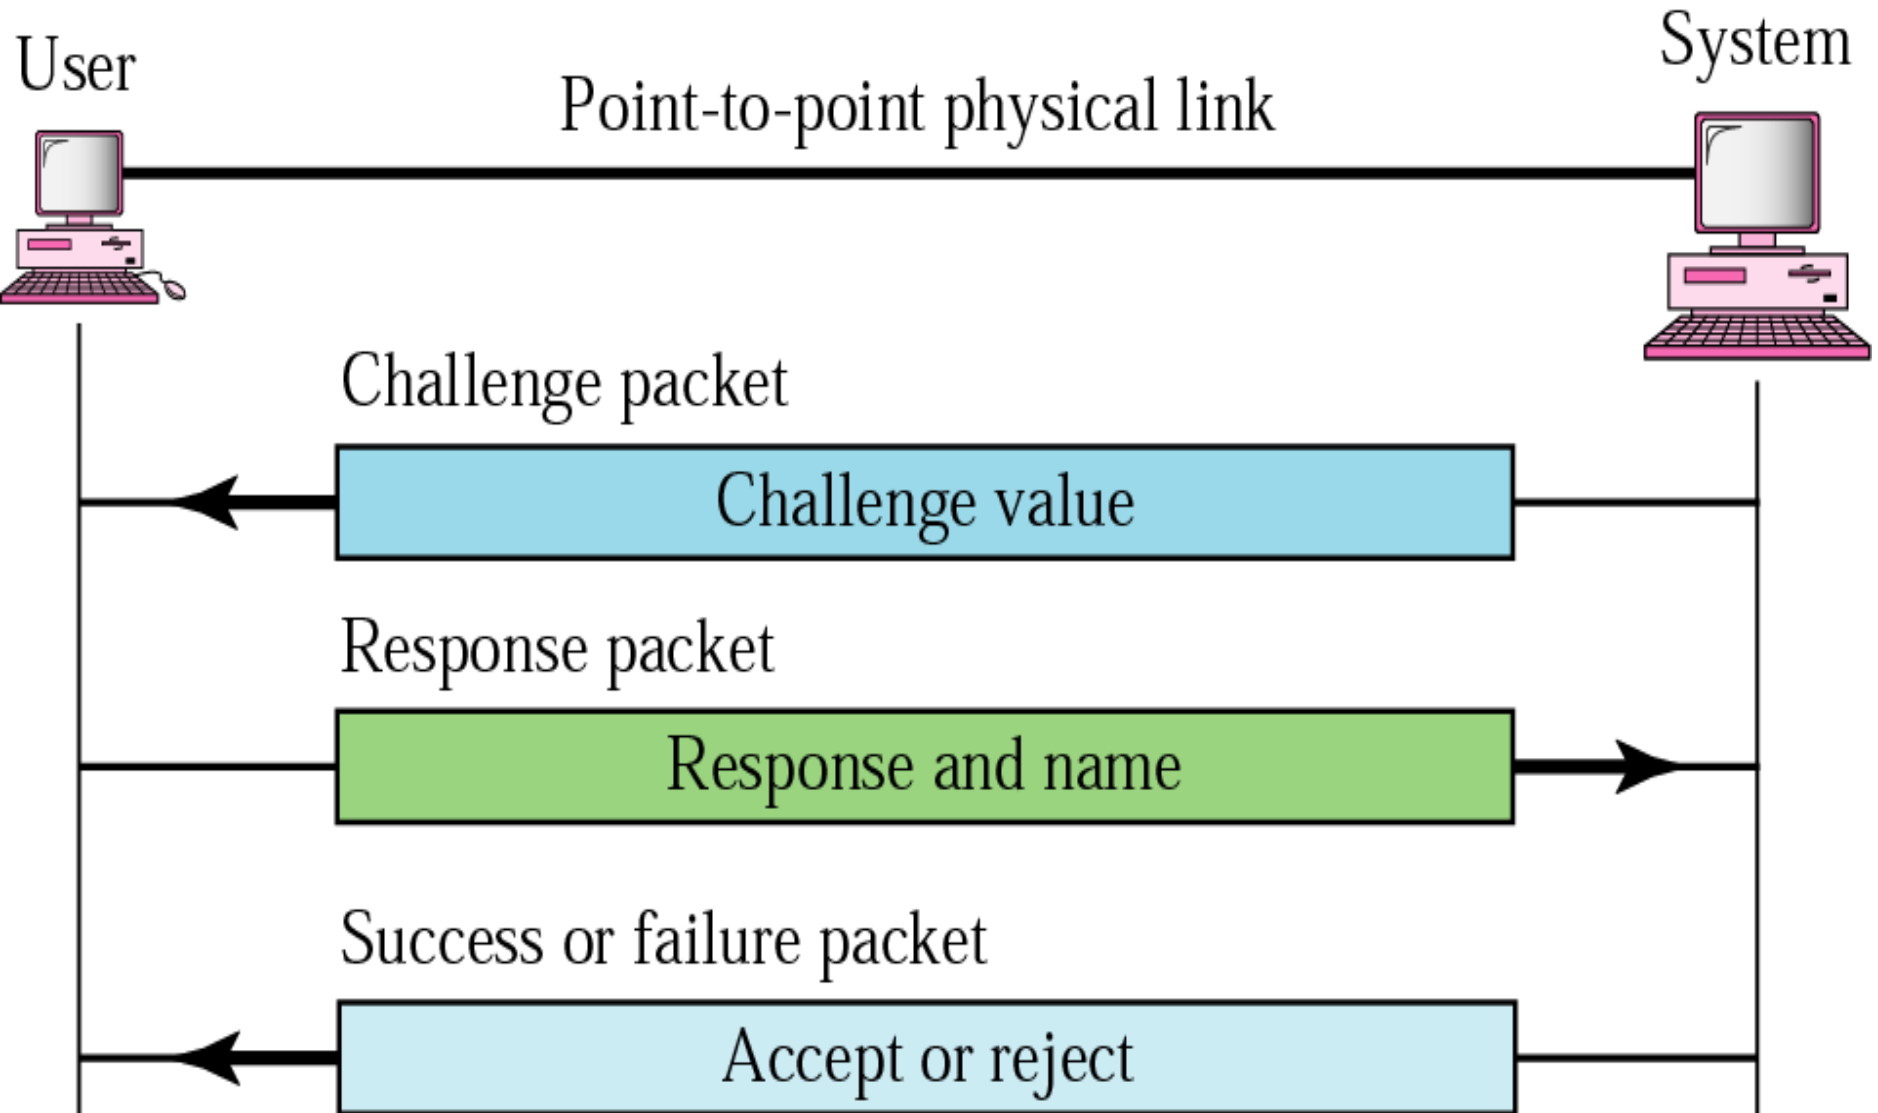 User
System
Point-to-point physical link
Challenge packet
Challenge value
Response packet
Response and name
Success or failure packet
Accept or reject